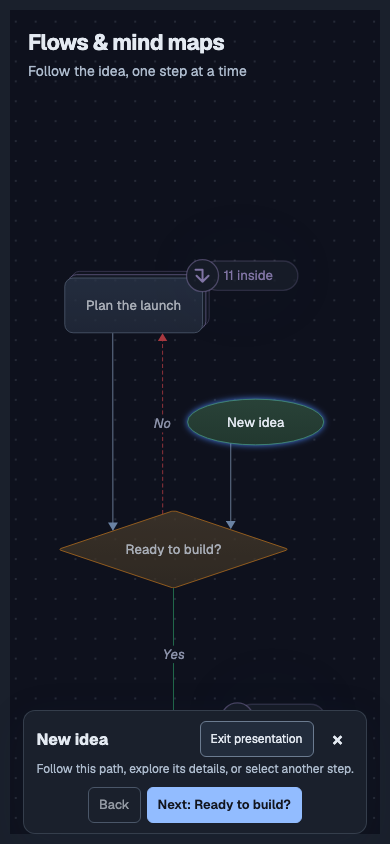 Flows & mind maps
Follow the idea, one step at a time
11 inside
Plan the launch
No
New idea
Ready to build?
Yes
New idea
Exit presentation
×
Follow this path, explore its details, or select another step.
Back
Next: Ready to build?